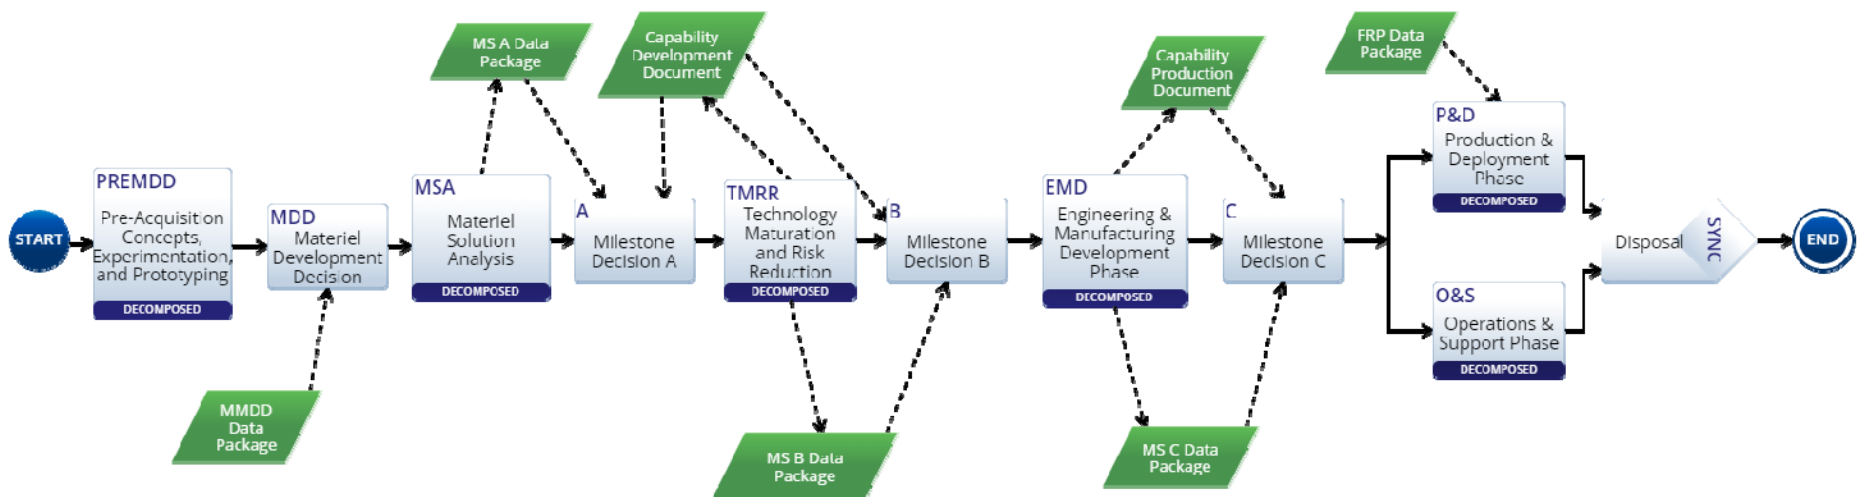 MS A Data
Package
Capability
Development
Document
Capability
Production
Document
FRP Data
Package
START
PREMDD
Pre-Acquisition
Concepts,
Experimentation,
and Prototyping
DECOMPOSED
MDD
Materiel
Development
Decision
MSA
Materiel
Solution
Analysis
DECOMPOSED
A
Milestone
Decision A
TMRR
Technology
Maturation
and Risk
Reduction
DECOMPOSED
B
Milestone
Decision B
EMD
Engineering &
Manufacturing
Development
Phase
DECOMPOSED
C
Milestone
Decision C
P&D
Production &
Deployment
Phase
DECOMPOSED
O&S
Operations &
Support Phase
DECOMPOSED
Disposal
SYNC
END
MMDD
Data
Package
MS B Data
Package
MS C Data
Package